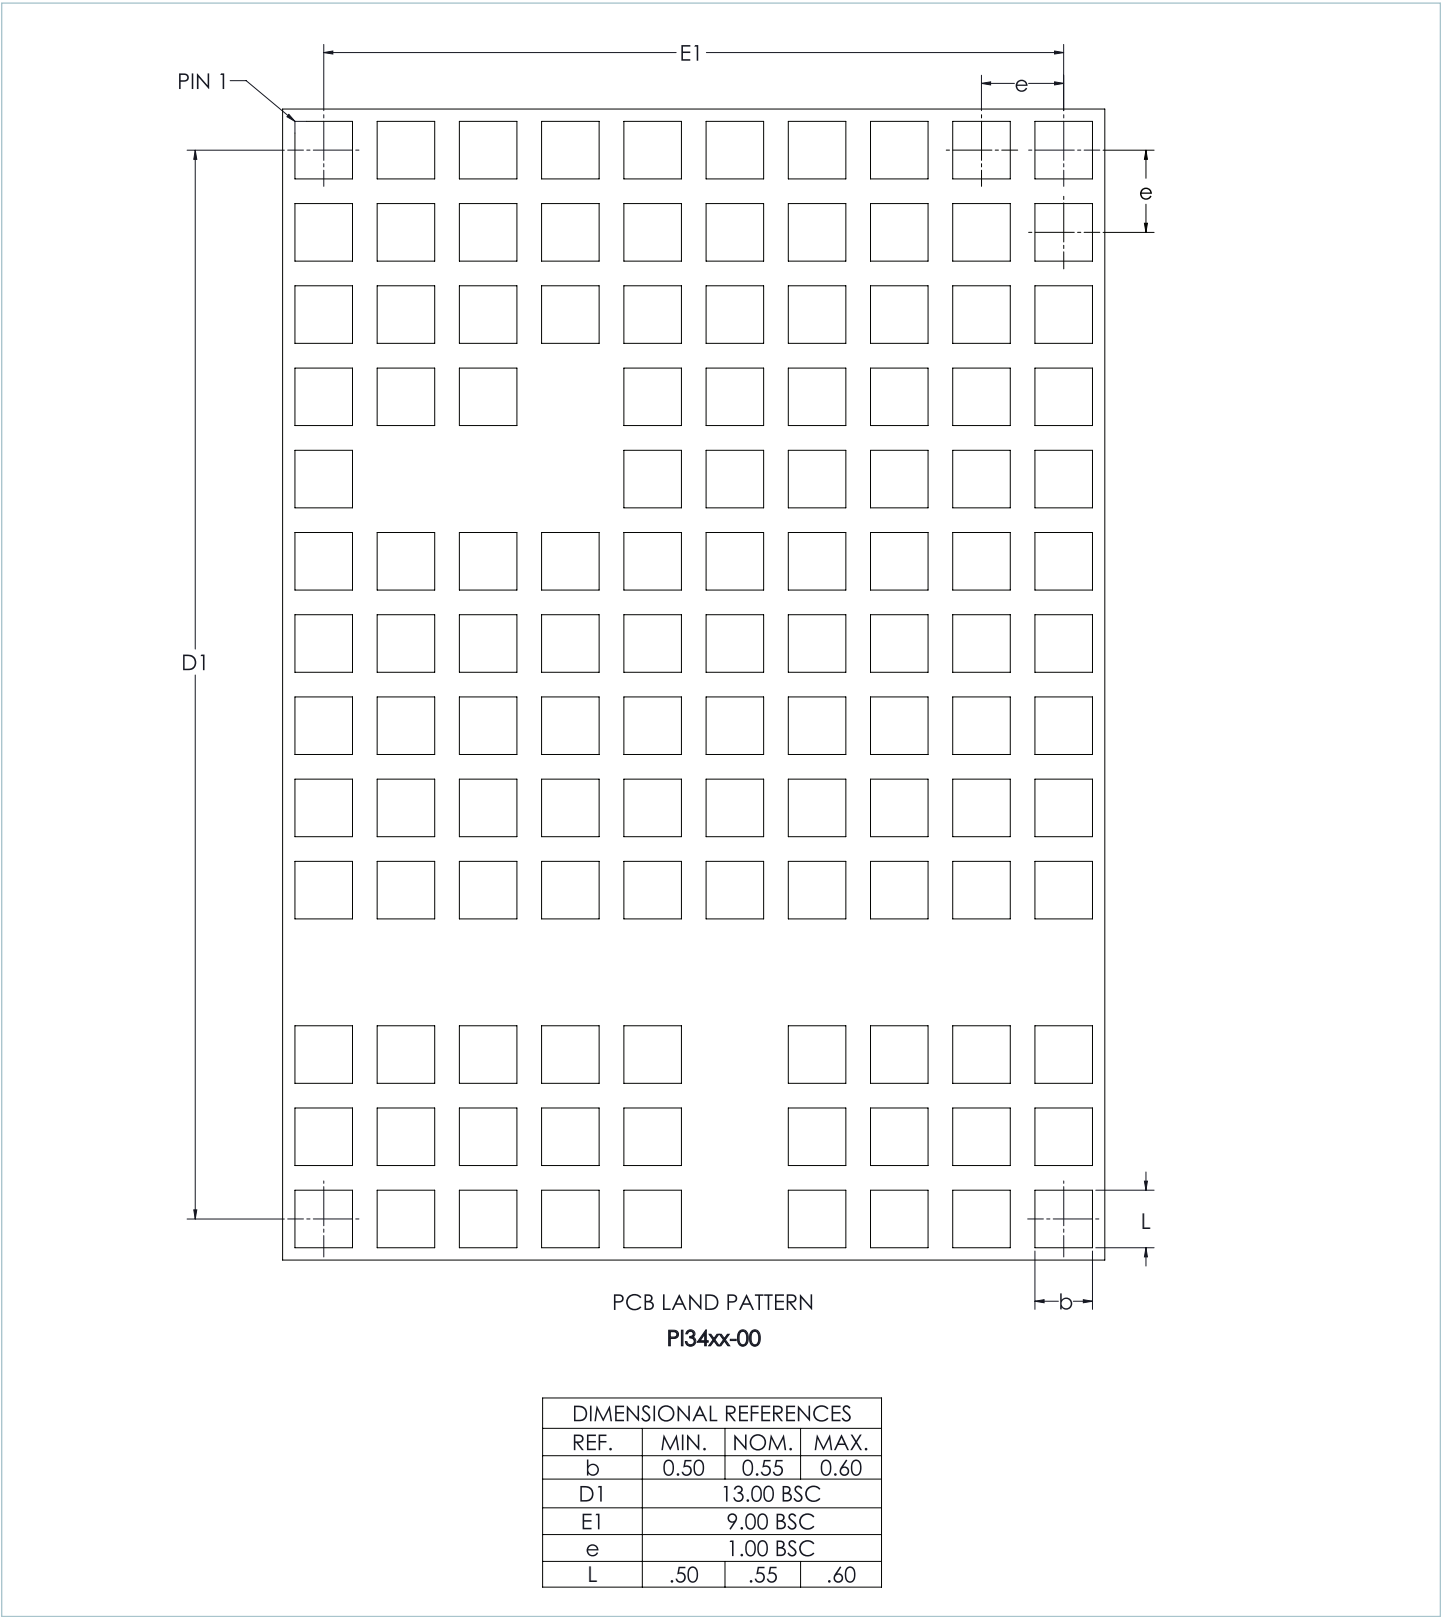 E1
PIN 1
e
e
D1
L
b
PCB LAND PATTERN
PI34xx-00
DIMENSIONAL REFERENCES
REF. MIN. NOM. MAX.
b 0.50 0.55 0.60
D1 13.00 BSC
E1 9.00 BSC
e 1.00 BSC
L .50 .55 .60